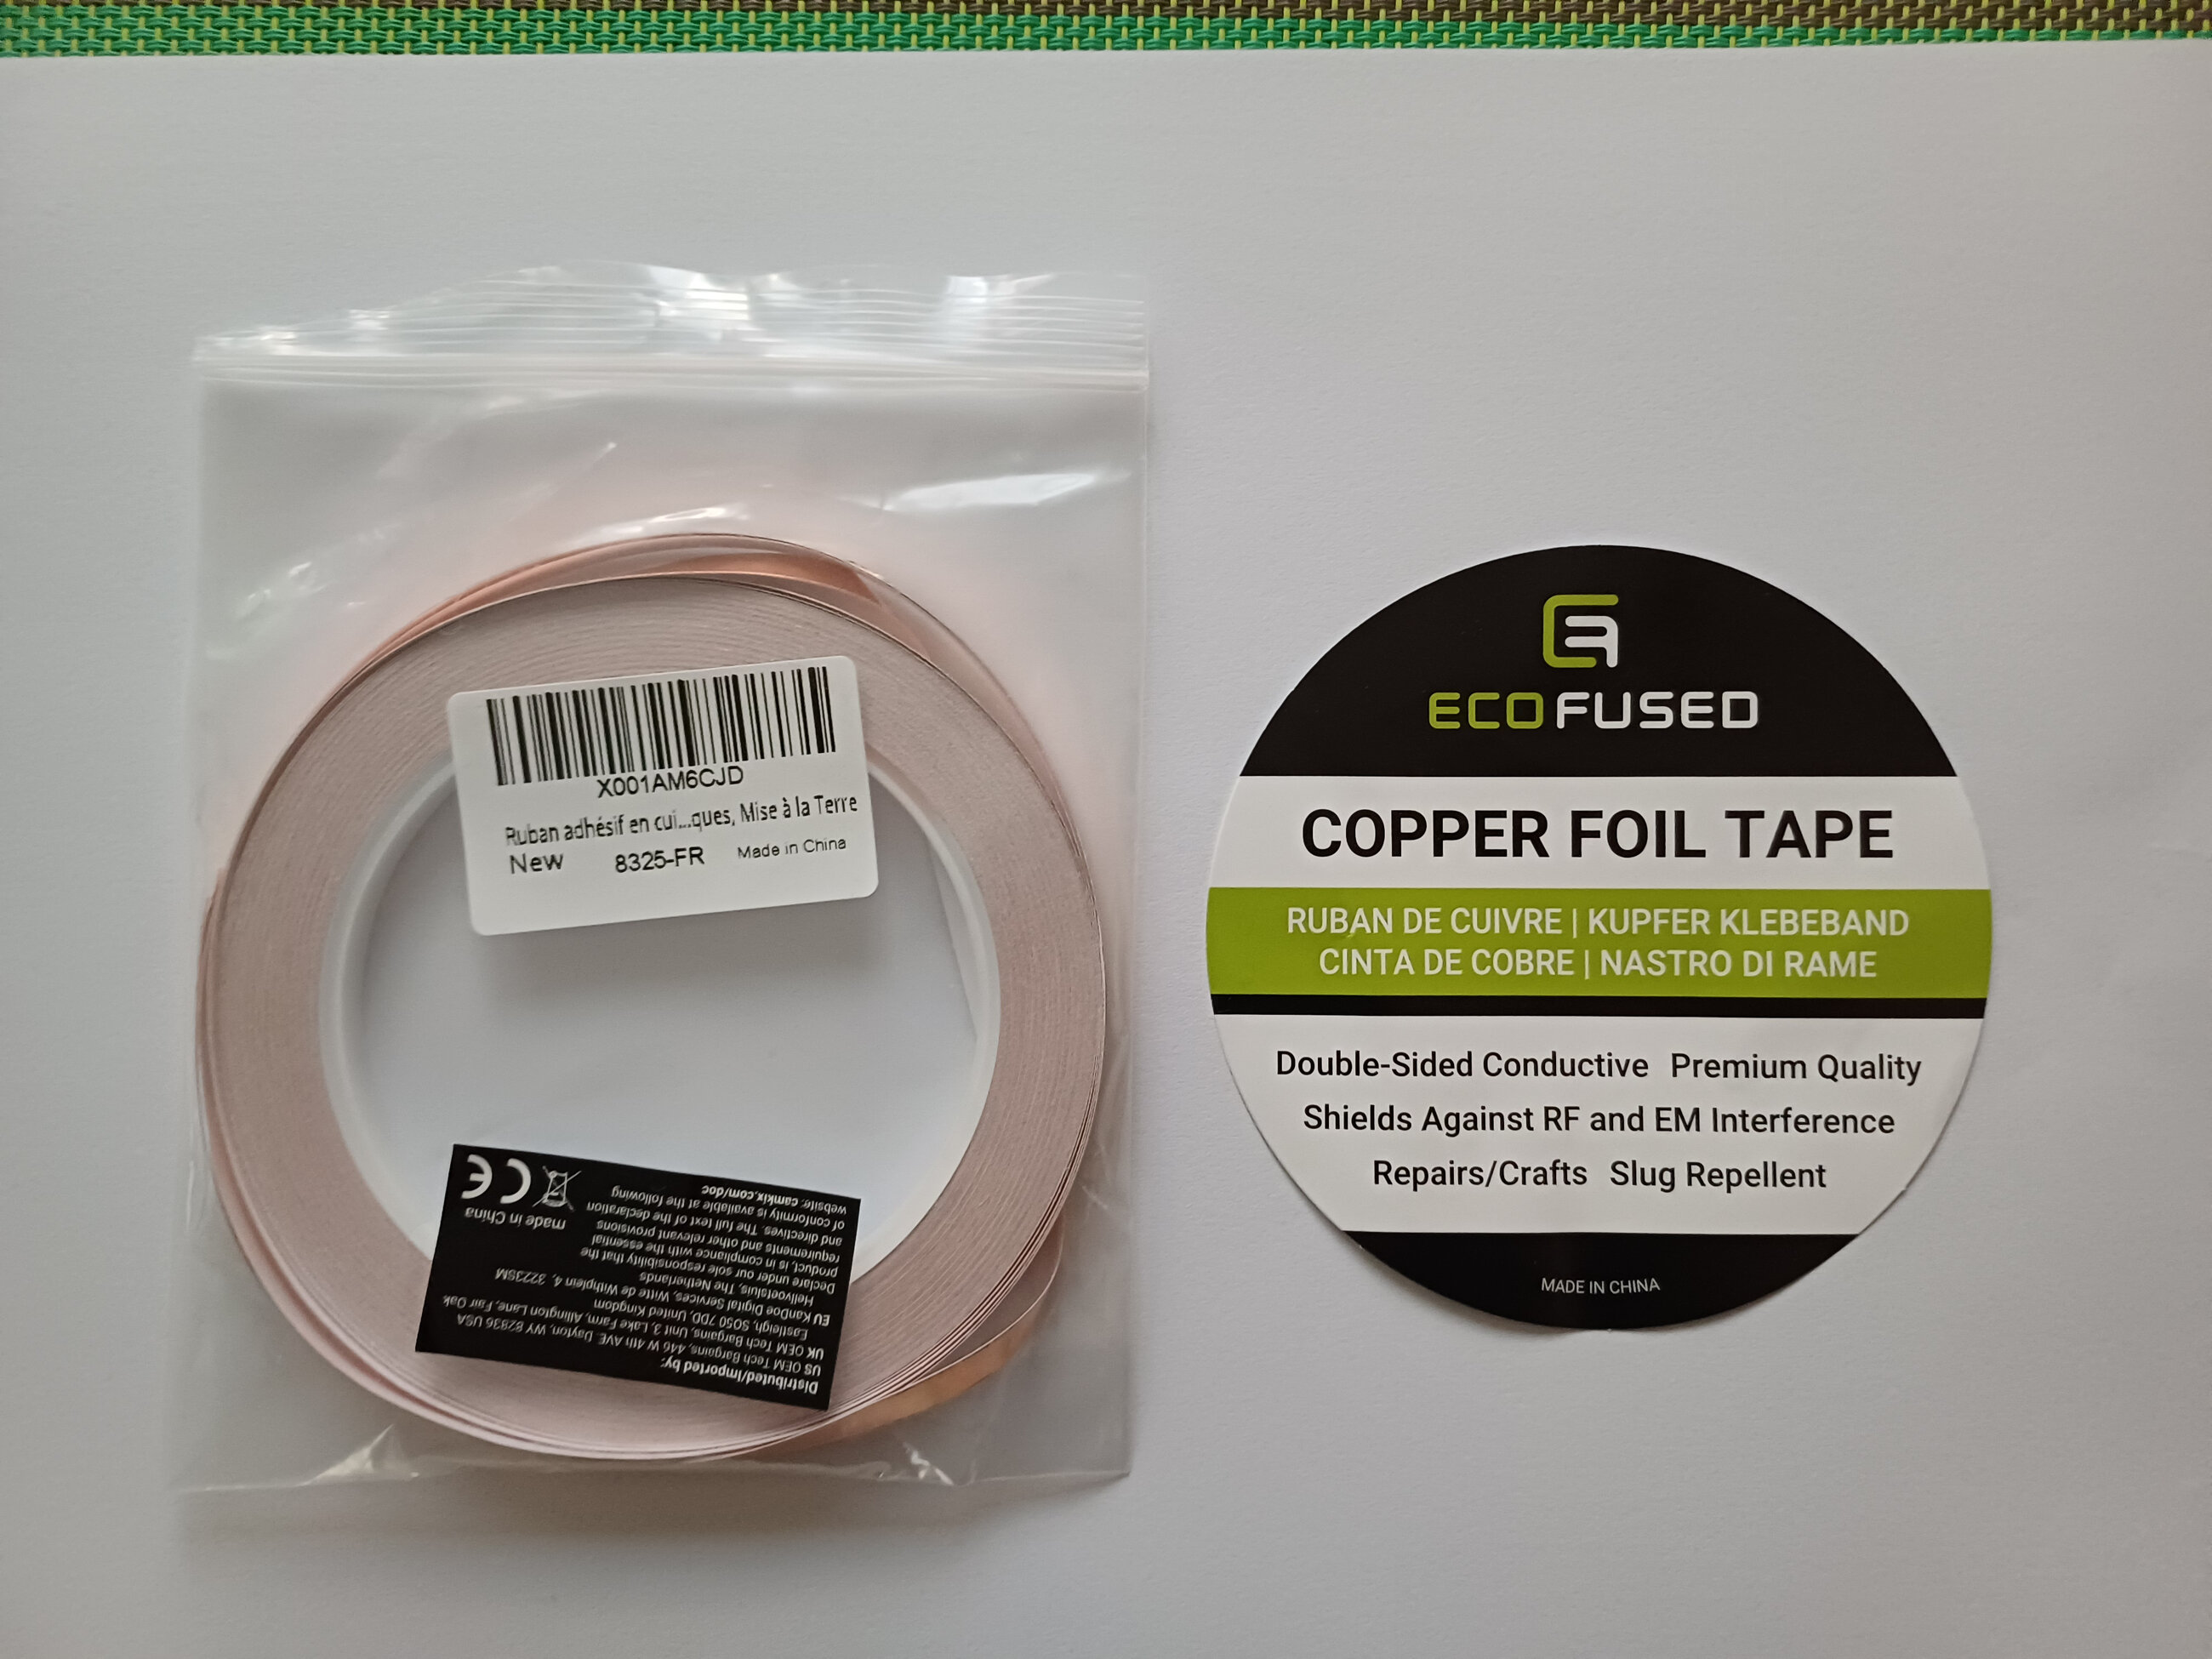 X001AM6CJD
Ruban adhésif en cui...ques, Mise à la Terre
New 8325-FR Made in China
Distributed/Imported by:
US OEM Tech Bargains, 446 W 4th AVE. Dayton, WY 82836 USA
UK OEM Tech Bargains, Unit 3, Lake Farm, Allington Lane, Fair Oak
Eastleigh, SO50 7DD, United Kingdom
EU KanDoe Digital Services, Witte de Withplein 4, 3223SM
Hellvoetsluis, The Netherlands
Declare under our sole responsibility that the
product, is in compliance with the essential
requirements and other relevant provisions
and directives. The full text of the declaration
of conformity is available at the following
website: camkix.com/doc
made in China
CE
ECOFUSED
COPPER FOIL TAPE
RUBAN DE CUIVRE | KUPFER KLEBEBAND
CINTA DE COBRE | NASTRO DI RAME
Double-Sided Conductive Premium Quality
Shields Against RF and EM Interference
Repairs/Crafts Slug Repellent
MADE IN CHINA